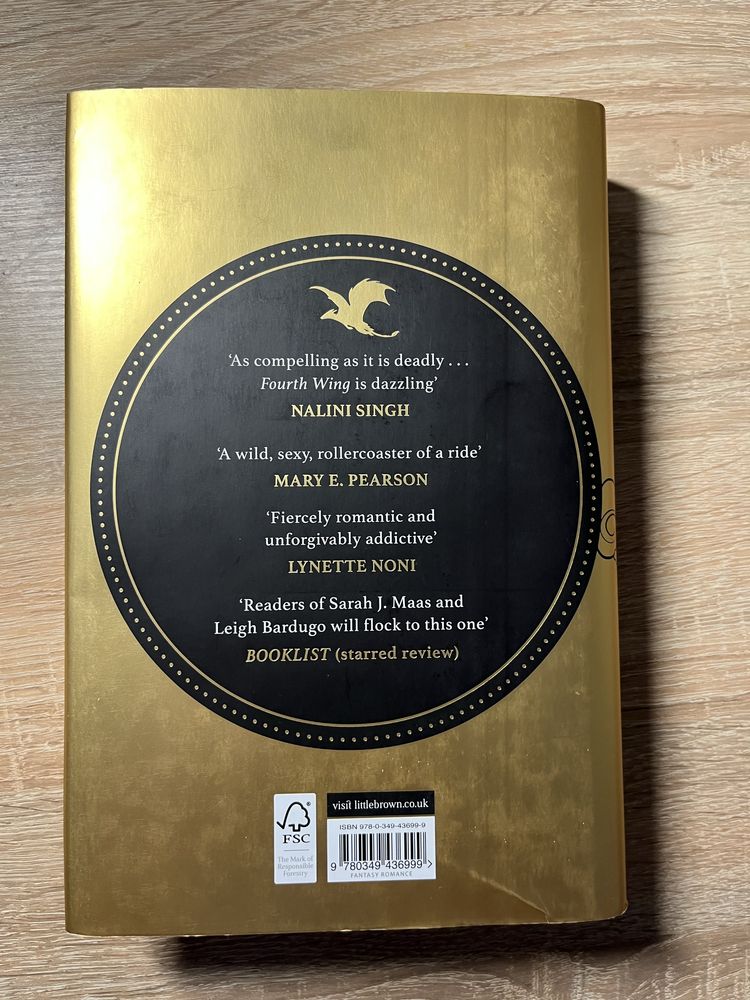 ‘As compelling as it is deadly . . .
Fourth Wing is dazzling’
NALINI SINGH
‘A wild, sexy, rollercoaster of a ride’
MARY E. PEARSON
‘Fiercely romantic and
unforgivably addictive’
LYNETTE NONI
‘Readers of Sarah J. Maas and
Leigh Bardugo will flock to this one’
BOOKLIST (starred review)
visit littlebrown.co.uk
ISBN 978-0-349-43699-9
9 780349 436999 >
FANTASY ROMANCE
®
FSC
The Mark of
Responsible
Forestry